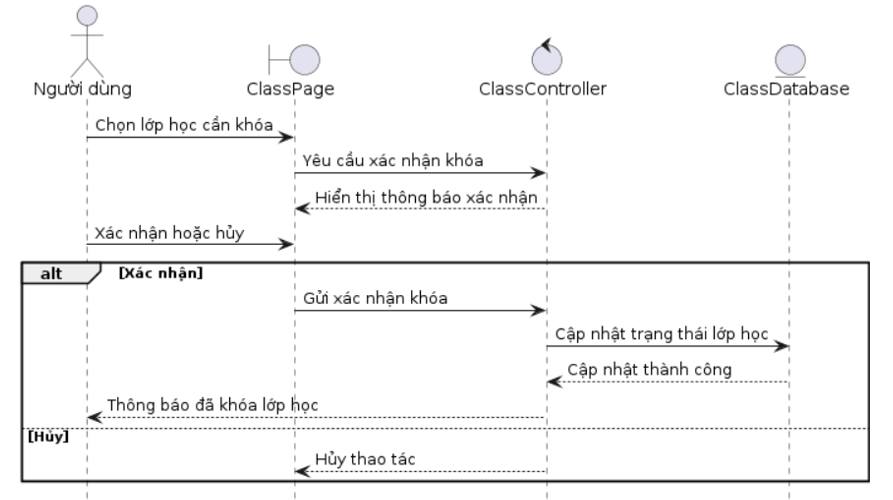 Người dùng
ClassPage
ClassController
ClassDatabase
Chọn lớp học cần khóa
Yêu cầu xác nhận khóa
Hiển thị thông báo xác nhận
Xác nhận hoặc hủy
alt
[Xác nhận]
Gửi xác nhận khóa
Cập nhật trạng thái lớp học
Cập nhật thành công
Thông báo đã khóa lớp học
[Hủy]
Hủy thao tác